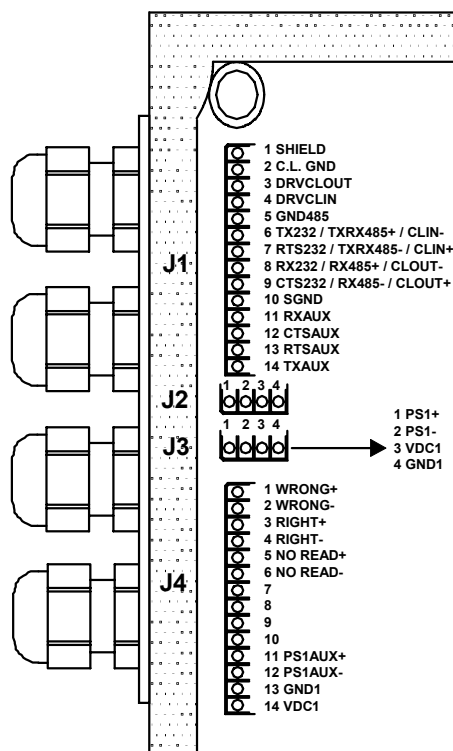 1 SHIELD
2 C.L. GND
3 DRVCLOUT
4 DRVCLIN
5 GND485
6 TX232 / TXRX485+ / CLIN-
7 RTS232 / TXRX485- / CLIN+
J1
8 RX232 / RX485+ / CLOUT-
9 CTS232 / RX485- / CLOUT+
10 SGND
11 RXAUX
12 CTSAUX
13 RTSAUX
14 TXAUX
J2
1 2 3 4
J3
1 2 3 4
1 PS1+
2 PS1-
3 VDC1
4 GND1
1 WRONG+
2 WRONG-
3 RIGHT+
4 RIGHT-
5 NO READ+
6 NO READ-
J4
7
8
9
10
11 PS1AUX+
12 PS1AUX-
13 GND1
14 VDC1